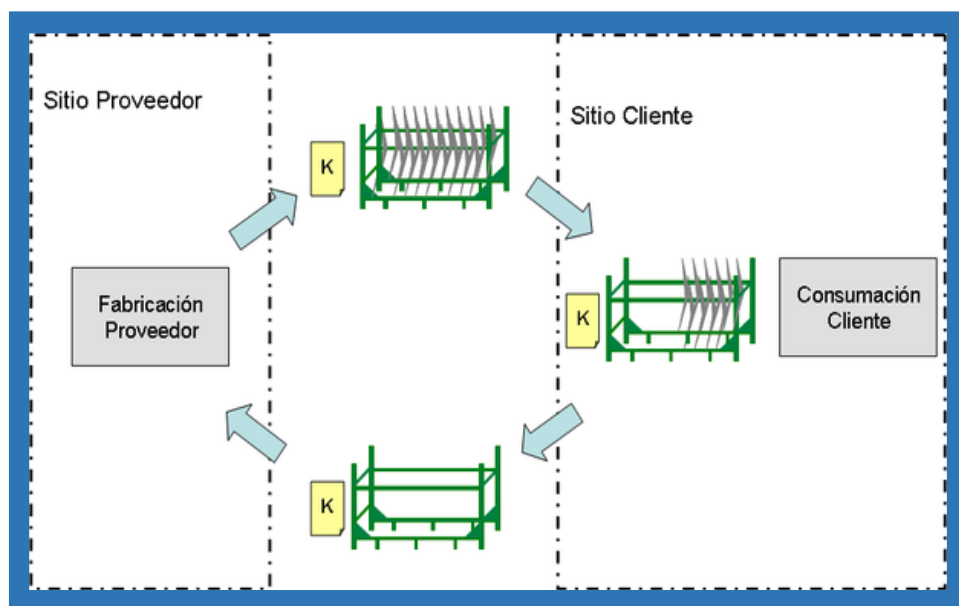 Sitio Proveedor
Sitio Cliente
K
Fabricación
Proveedor
K
Consumación
Cliente
K